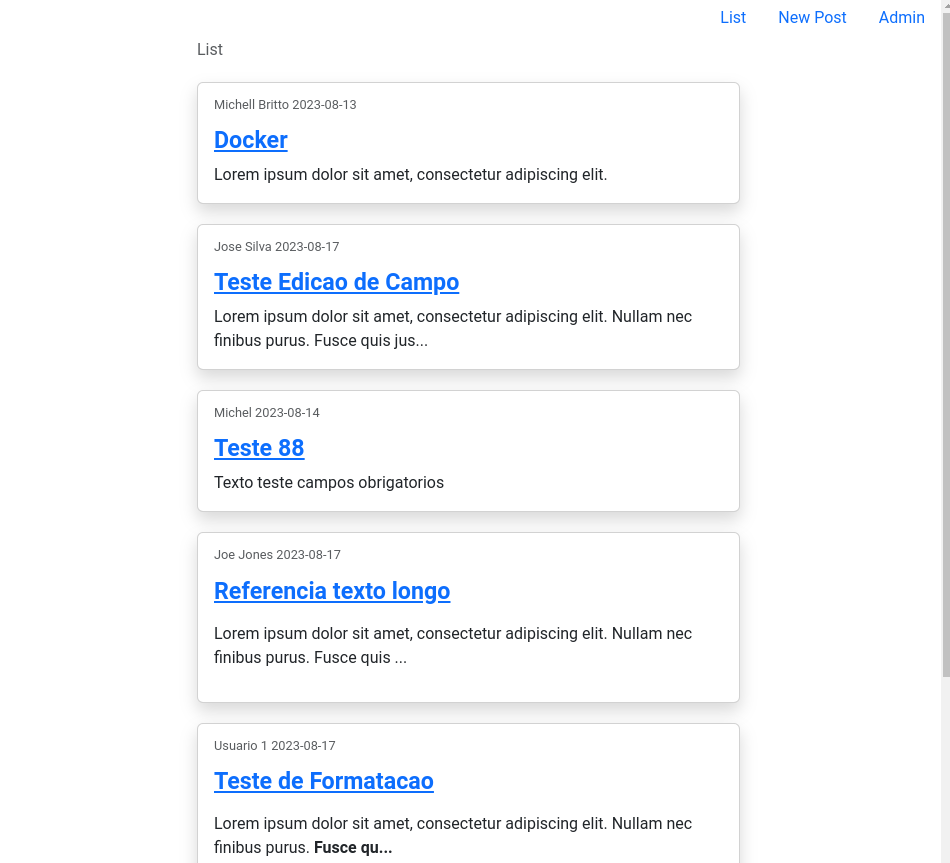 List New Post Admin
List
Michell Britto 2023-08-13
Docker
Lorem ipsum dolor sit amet, consectetur adipiscing elit.
Jose Silva 2023-08-17
Teste Edicao de Campo
Lorem ipsum dolor sit amet, consectetur adipiscing elit. Nullam nec
finibus purus. Fusce quis jus...
Michel 2023-08-14
Teste 88
Texto teste campos obrigatorios
Joe Jones 2023-08-17
Referencia texto longo
Lorem ipsum dolor sit amet, consectetur adipiscing elit. Nullam nec
finibus purus. Fusce quis ...
Usuario 1 2023-08-17
Teste de Formatacao
Lorem ipsum dolor sit amet, consectetur adipiscing elit. Nullam nec
finibus purus. Fusce qu...